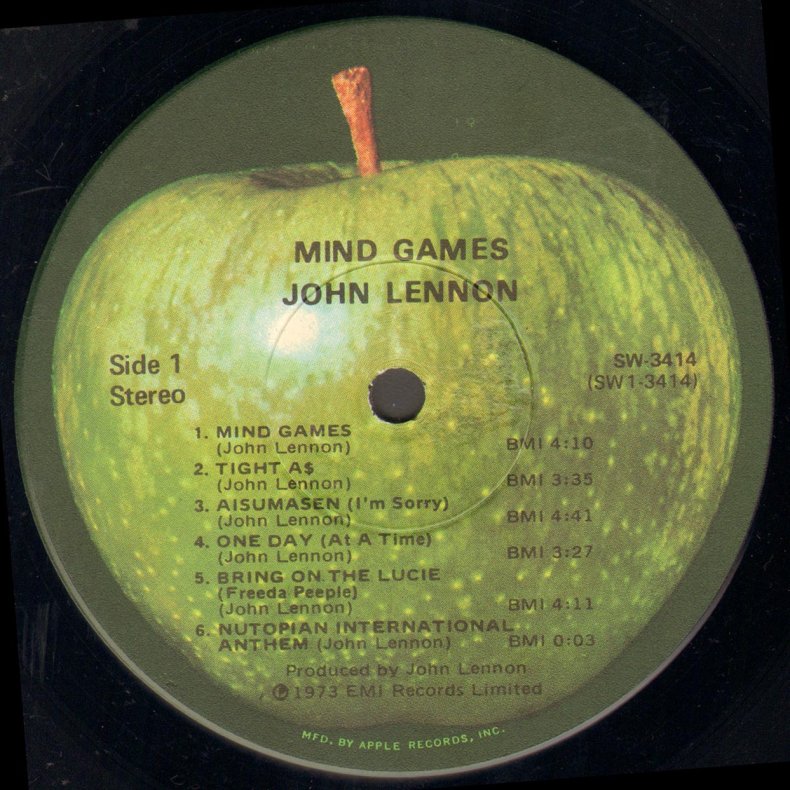 MIND GAMES
JOHN LENNON
Side 1
Stereo
SW-3414
(SW1-3414)
1. MIND GAMES
(John Lennon) BMI 4:10
2. TIGHT A$
(John Lennon) BMI 3:35
3. AISUMASEN (I'm Sorry)
(John Lennon) BMI 4:41
4. ONE DAY (At A Time)
(John Lennon) BMI 3:27
5. BRING ON THE LUCIE
(Freeda Peeple)
(John Lennon) BMI 4:11
6. NUTOPIAN INTERNATIONAL
ANTHEM (John Lennon) BMI 0:03
Produced by John Lennon
℗ 1973 EMI Records Limited
MFD. BY APPLE RECORDS, INC.